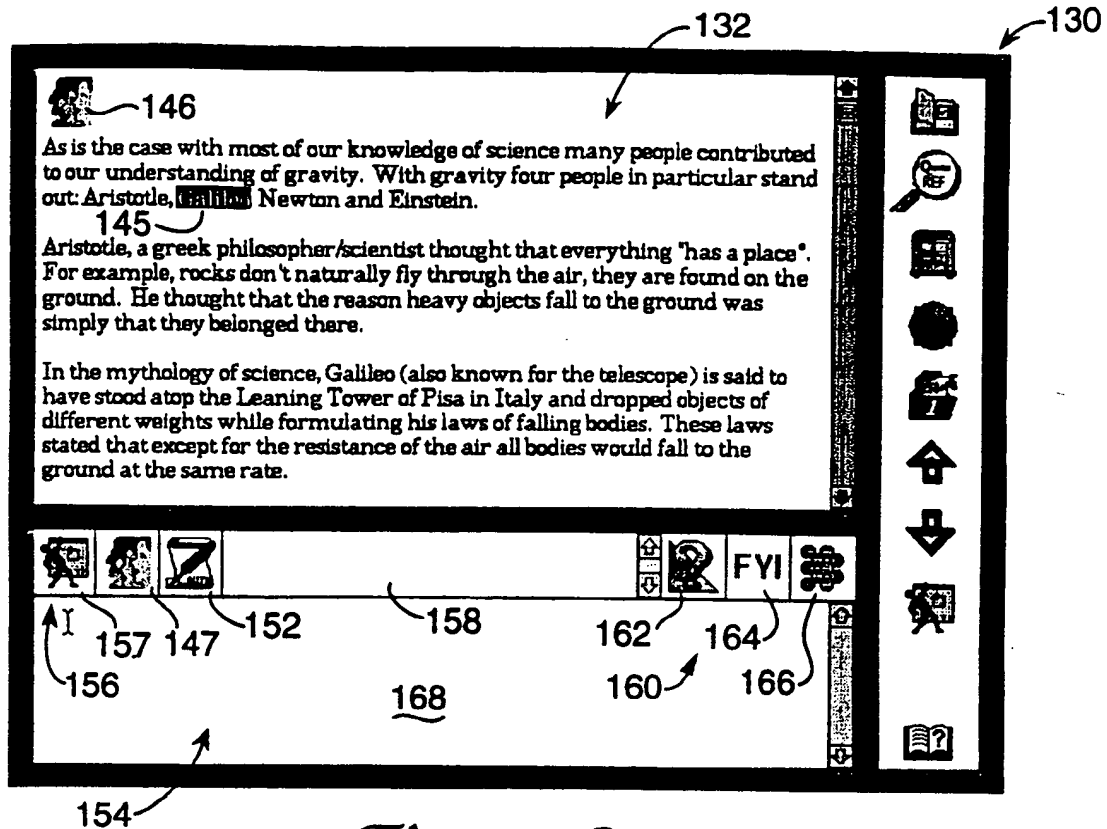 132
130
146
As is the case with most of our knowledge of science many people contributed
to our understanding of gravity. With gravity four people in particular stand
out: Aristotle, Galileo Newton and Einstein.
145
Aristotle, a greek philosopher/scientist thought that everything "has a place".
For example, rocks don't naturally fly through the air, they are found on the
ground. He thought that the reason heavy objects fall to the ground was
simply that they belonged there.
In the mythology of science, Galileo (also known for the telescope) is said to
have stood atop the Leaning Tower of Pisa in Italy and dropped objects of
different weights while formulating his laws of falling bodies. These laws
stated that except for the resistance of the air all bodies would fall to the
ground at the same rate.
REF
1
FYI
?
157 147 152 158 162 164
156 160 166
168
154